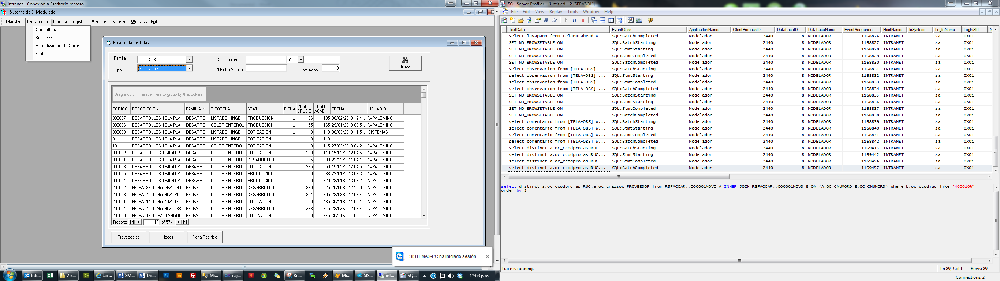 intranet - Conexión a Escritorio remoto
Sistema de El Modelador
Maestros Produccion Planilla Logistica Almacen Sistema Window Exit
Consulta de Telas
BuscaOFI
Actualizacion de Corte
Estilo
Busqueda de Telas
Familia - TODOS - Descripcion: Y
Tipo - TODOS - # Ficha Anterior Gram.Acab. 0
Buscar
Drag a column header here to group by that column.
CODIGO DESCRIPCION FAMILIA TIPOTELA STAT FICHA PESO CRUDO PESO ACAB FECHA USUARIO
000007 DESARROLLOS TELA PLA... DESARRO... LISTADO INGE... PRODUCCION ... ... 96 105 08/02/2013 12:4... WPALOMINO
000006 DESARROLLOS TELA PLA... DESARRO... COLOR ENTERO... PRODUCCION ... ... 155 165 29/01/2013 06:5... WPALOMINO
000008 DESARROLLOS TELA PLA... DESARRO... LISTADO INGE... COTIZACION ... 0 118 08/03/2013 11:5... SISTEMAS
9 DESARROLLOS TELA PLA... DESARRO... LISTADO INGE... COTIZACION ... 0 118
10 DESARROLLOS TELA PLA... DESARRO... COLOR ENTERO... COTIZACION ... 0 115 27/02/2013 04:2... WPALOMINO
000002 DESARROLLOS TEJIDO P... DESARRO... COLOR ENTERO... COTIZACION ... 100 110 15/02/2012 04:5... WPALOMINO
000001 DESARROLLOS TELA PLA... DESARRO... COLOR ENTERO... DESARROLLO ... ... 85 90 23/12/2011 04:1... WPALOMINO
000003 DESARROLLOS TEJIDO P... DESARRO... COLOR ENTERO... COTIZACION ... 265 250 15/02/2012 04:5... WPALOMINO
000005 DESARROLLOS TEJIDO P... DESARRO... COLOR ENTERO... PRODUCCION ... ... 0 288 22/01/2013 06:3... WPALOMINO
000004 DESARROLLOS TEJIDO P... DESARRO... COLOR ENTERO... PRODUCCION ... ... 0 320 22/01/2013 06:2... WPALOMINO
200002 FELPA 36/1 Mix: 36/1 (90... FELPA ... COLOR ENTERO... DESARROLLO ... ... 290 225 25/05/2012 12:0... WPALOMINO
200003 FELPA 40/1 Mix: 40/1 PI... FELPA ... COLOR ENTERO... DESARROLLO ... ... 254 305 29/03/2012 03:4... WPALOMINO
200001 FELPA 14/1 Mix: 14/1 TA... FELPA ... COLOR ENTERO... COTIZACION ... 0 465 30/11/2011 05:1... WPALOMINO
200004 FELPA 40/1 Mix: 40/1 (88... FELPA ... COLOR ENTERO... DESARROLLO ... ... 263 315 29/03/2012 03:4... WPALOMINO
200000 FELPA 16/1 16/1 TANGUI... FELPA ... COLOR ENTERO... COTIZACION ... 0 345 30/11/2011 05:1... WPALOMINO
Record: 17 of 574
Proveedores Hilados Ficha Tecnica
SISTEMAS-PC ha iniciado sesión
Inb... Z:\... Jac... SM... Do... Mi... caj... Re... Mi... SIS... int... SQ... 12:08 p.m.
SQL Server Profiler - [Untitled - 2 (SERVSQL)]
File Edit View Replay Tools Window Help
TextData EventClass ApplicationName ClientProcessID DatabaseID DatabaseName EventSequence HostName IsSystem LoginName LoginSid N
select lavapano from telarutahead w... SQL:BatchCompleted Modelador 2440 8 MODELADOR 1168826 INTRANET sa 0X01
SET NO_BROWSETABLE ON SQL:BatchStarting Modelador 2440 8 MODELADOR 1168827 INTRANET sa 0X01
SET NO_BROWSETABLE ON SQL:StmtStarting Modelador 2440 8 MODELADOR 1168828 INTRANET sa 0X01
SET NO_BROWSETABLE ON SQL:StmtCompleted Modelador 2440 8 MODELADOR 1168829 INTRANET sa 0X01
SET NO_BROWSETABLE ON SQL:BatchCompleted Modelador 2440 8 MODELADOR 1168830 INTRANET sa 0X01
select observacion from [TELA-OBS] ... SQL:BatchStarting Modelador 2440 8 MODELADOR 1168831 INTRANET sa 0X01
select observacion from [TELA-OBS] ... SQL:StmtStarting Modelador 2440 8 MODELADOR 1168832 INTRANET sa 0X01
select observacion from [TELA-OBS] ... SQL:StmtCompleted Modelador 2440 8 MODELADOR 1168833 INTRANET sa 0X01
select observacion from [TELA-OBS] ... SQL:BatchCompleted Modelador 2440 8 MODELADOR 1168834 INTRANET sa 0X01
SET NO_BROWSETABLE ON SQL:BatchStarting Modelador 2440 8 MODELADOR 1168835 INTRANET sa 0X01
SET NO_BROWSETABLE ON SQL:StmtStarting Modelador 2440 8 MODELADOR 1168836 INTRANET sa 0X01
SET NO_BROWSETABLE ON SQL:StmtCompleted Modelador 2440 8 MODELADOR 1168837 INTRANET sa 0X01
SET NO_BROWSETABLE ON SQL:BatchCompleted Modelador 2440 8 MODELADOR 1168838 INTRANET sa 0X01
select comentario from [TELA-OBS] w... SQL:BatchStarting Modelador 2440 8 MODELADOR 1168839 INTRANET sa 0X01
select comentario from [TELA-OBS] w... SQL:StmtStarting Modelador 2440 8 MODELADOR 1168840 INTRANET sa 0X01
select comentario from [TELA-OBS] w... SQL:StmtCompleted Modelador 2440 8 MODELADOR 1168841 INTRANET sa 0X01
select comentario from [TELA-OBS] w... SQL:BatchCompleted Modelador 2440 8 MODELADOR 1168842 INTRANET sa 0X01
select distinct a.oc_ccodpro as RUC... SQL:BatchStarting Modelador 2440 8 MODELADOR 1169415 INTRANET sa 0X01
select distinct a.oc_ccodpro as RUC... SQL:StmtStarting Modelador 2440 8 MODELADOR 1169442 INTRANET sa 0X01
select distinct a.oc_ccodpro as RUC... SQL:StmtCompleted Modelador 2440 8 MODELADOR 1169456 INTRANET sa 0X01
select distinct a.oc_ccodpro as RUC... SQL:BatchCompleted Modelador 2440 8 MODELADOR 1169457 INTRANET sa 0X01
select distinct a.oc_ccodpro as RUC,a.oc_crazsoc PROVEEDOR from RSFACCAR..CO0001MOVC A INNER JOIN RSFACCAR..CO0001MOVD B ON (A.OC_CNUMORD=B.OC_CNUMORD) where b.oc_ccodigo like '400010%'
order by 2
Trace is running.
Ln 89, Col 1 Rows: 89
Connections: 2